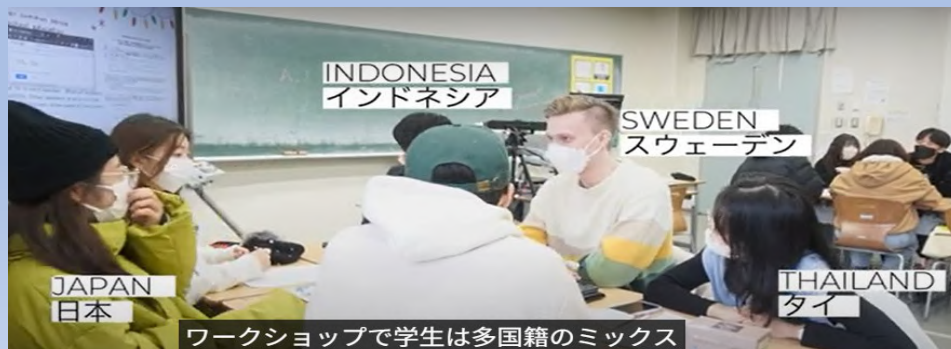 INDONESIA
インドネシア
SWEDEN
スウェーデン
JAPAN
日本
THAILAND
タイ
ワークショップで学生は多国籍のミックス